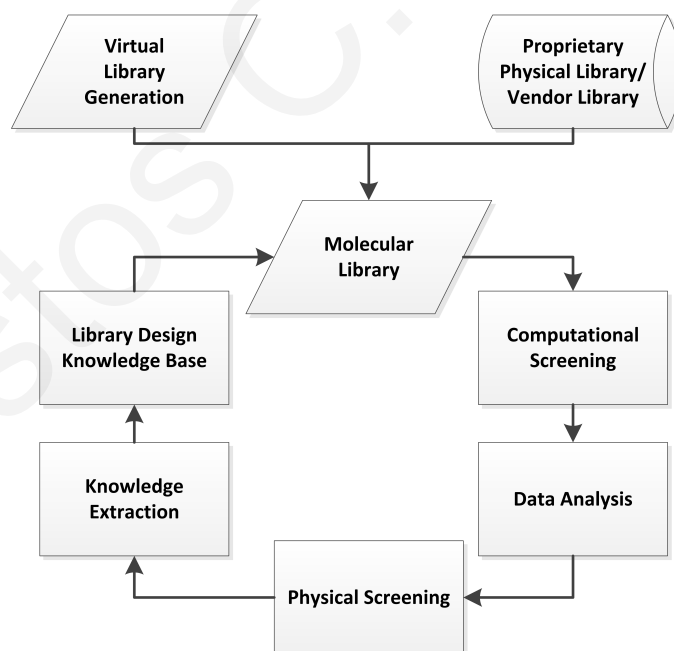 Virtual
Library
Generation
Proprietary
Physical Library/
Vendor Library
Molecular
Library
Library Design
Knowledge Base
Computational
Screening
Knowledge
Extraction
Data Analysis
Physical Screening
stos C.